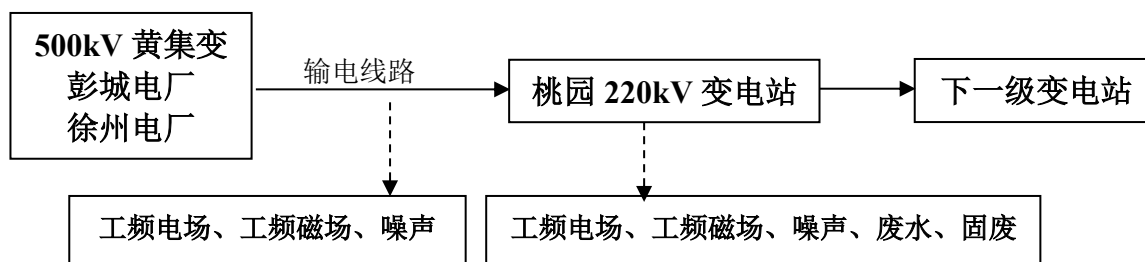 500kV 黄集变
彭城电厂
徐州电厂
输电线路
桃园 220kV 变电站
下一级变电站
工频电场、工频磁场、噪声
工频电场、工频磁场、噪声、废水、固废